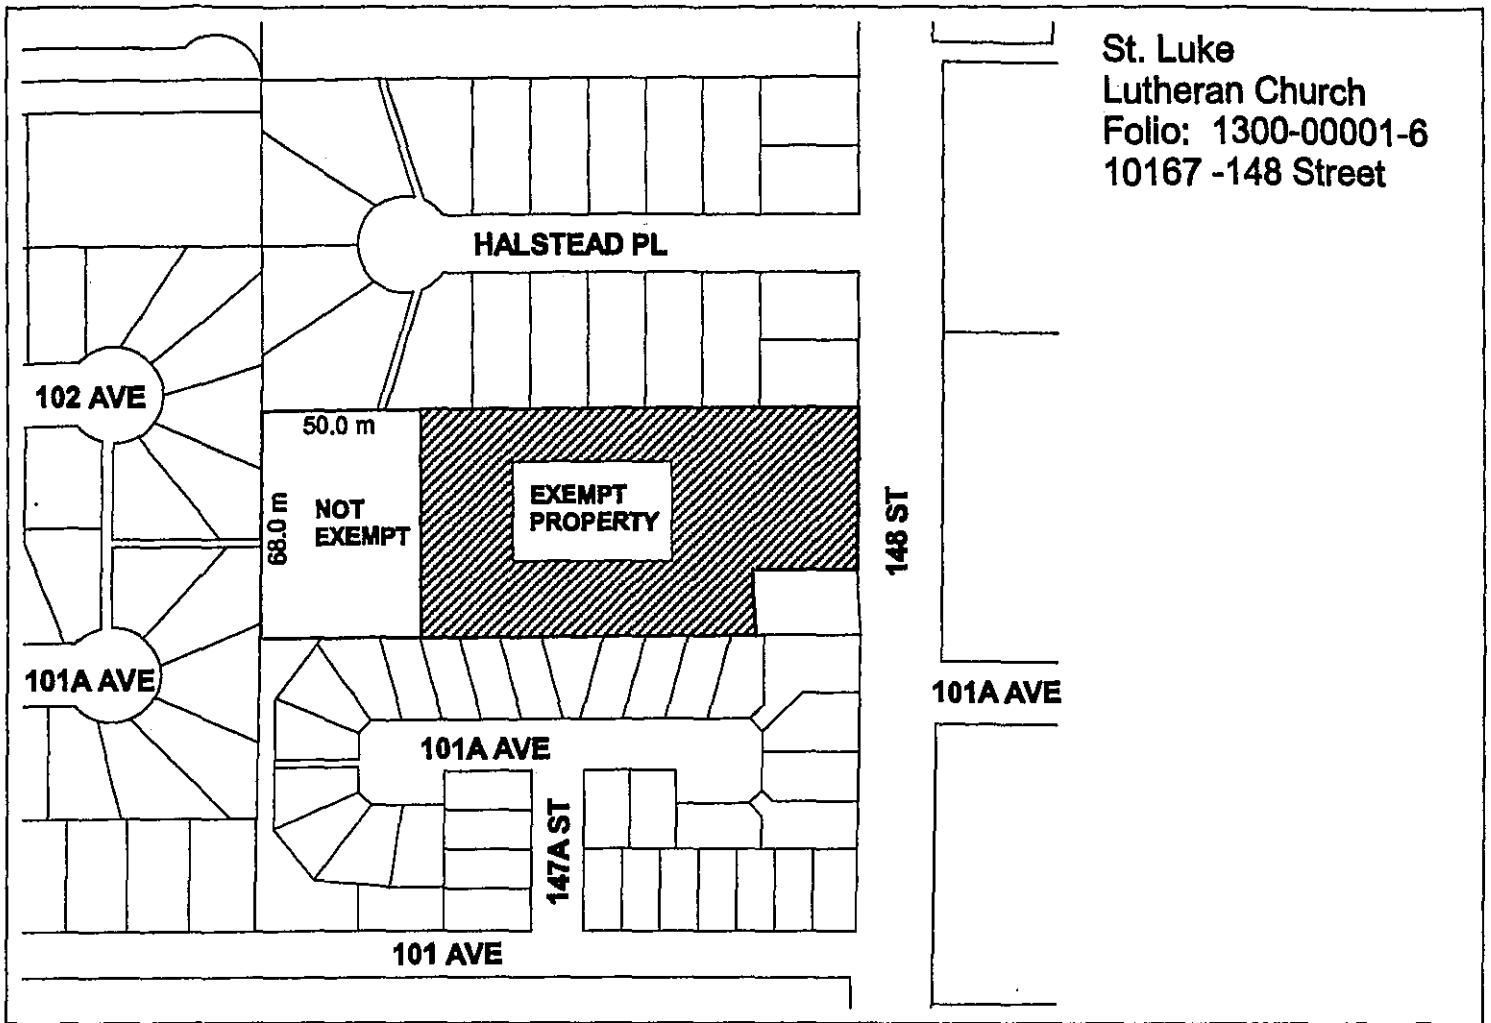 St. Luke
Lutheran Church
Folio: 1300-00001-6
10167 -148 Street
HALSTEAD PL
102 AVE
50.0 m
68.0 m
NOT
EXEMPT
EXEMPT
PROPERTY
148 ST
101A AVE
101A AVE
101A AVE
147A ST
101 AVE